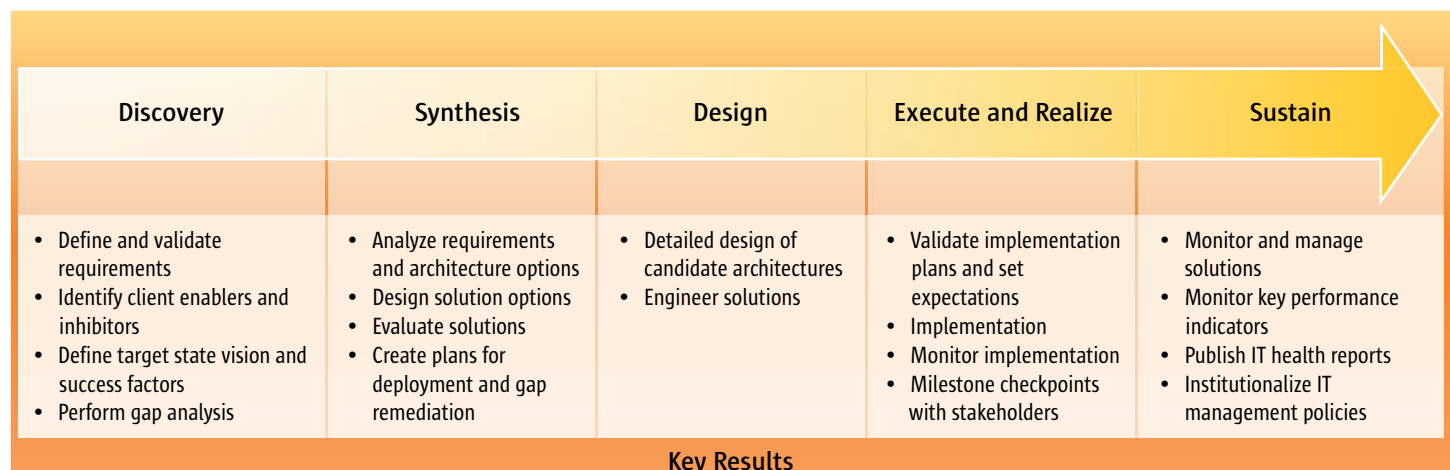 Discovery
Synthesis
Design
Execute and Realize
Sustain
• Define and validate
requirements
• Identify client enablers and
inhibitors
• Define target state vision and
success factors
• Perform gap analysis
• Analyze requirements
and architecture options
• Design solution options
• Evaluate solutions
• Create plans for
deployment and gap
remediation
• Detailed design of
candidate architectures
• Engineer solutions
• Validate implementation
plans and set
expectations
• Implementation
• Monitor implementation
• Milestone checkpoints
with stakeholders
• Monitor and manage
solutions
• Monitor key performance
indicators
• Publish IT health reports
• Institutionalize IT
management policies
Key Results